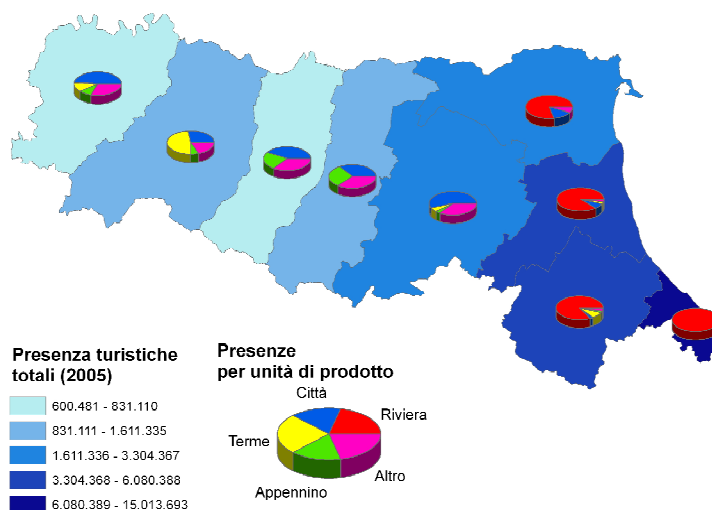 Presenza turistiche
totali (2005)
600.481 - 831.110
831.111 - 1.611.335
1.611.336 - 3.304.367
3.304.368 - 6.080.388
6.080.389 - 15.013.693
Presenze
per unità di prodotto
Città
Riviera
Terme
Altro
Appennino